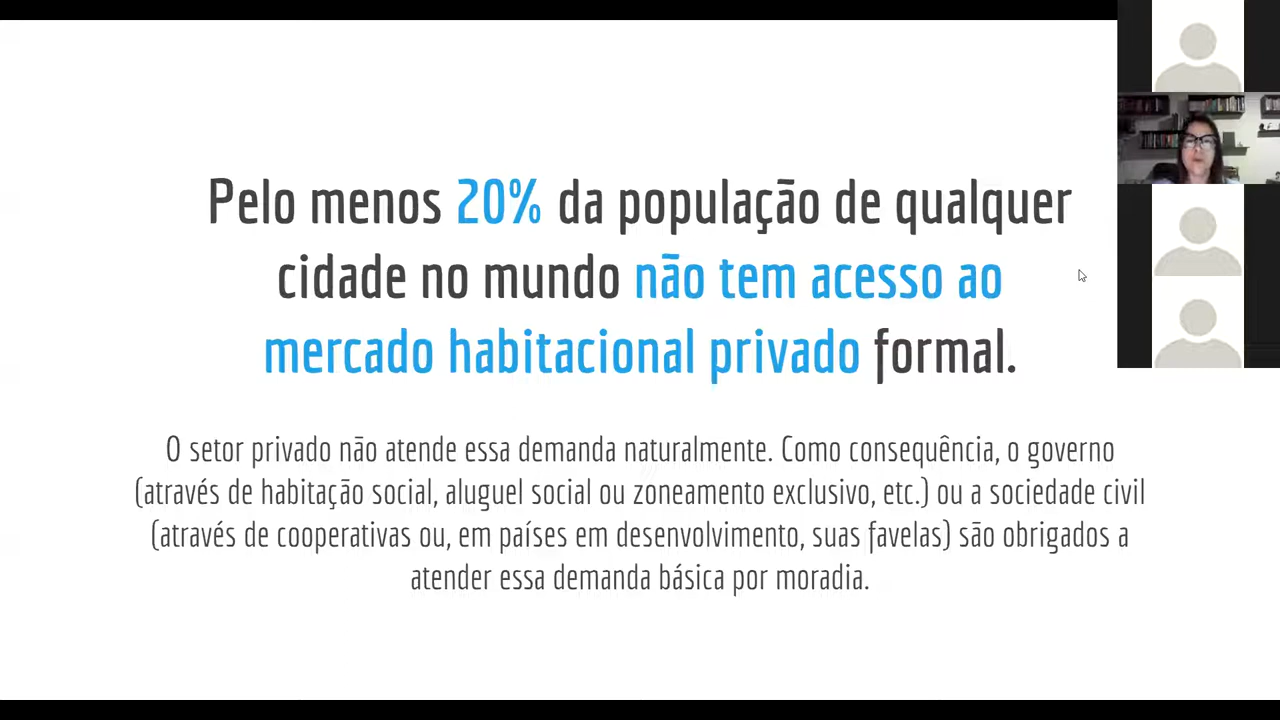 Pelo menos 20% da população de qualquer
cidade no mundo não tem acesso ao
mercado habitacional privado formal.
O setor privado não atende essa demanda naturalmente. Como consequência, o governo
(através de habitação social, aluguel social ou zoneamento exclusivo, etc.) ou a sociedade civil
(através de cooperativas ou, em países em desenvolvimento, suas favelas) são obrigados a
atender essa demanda básica por moradia.